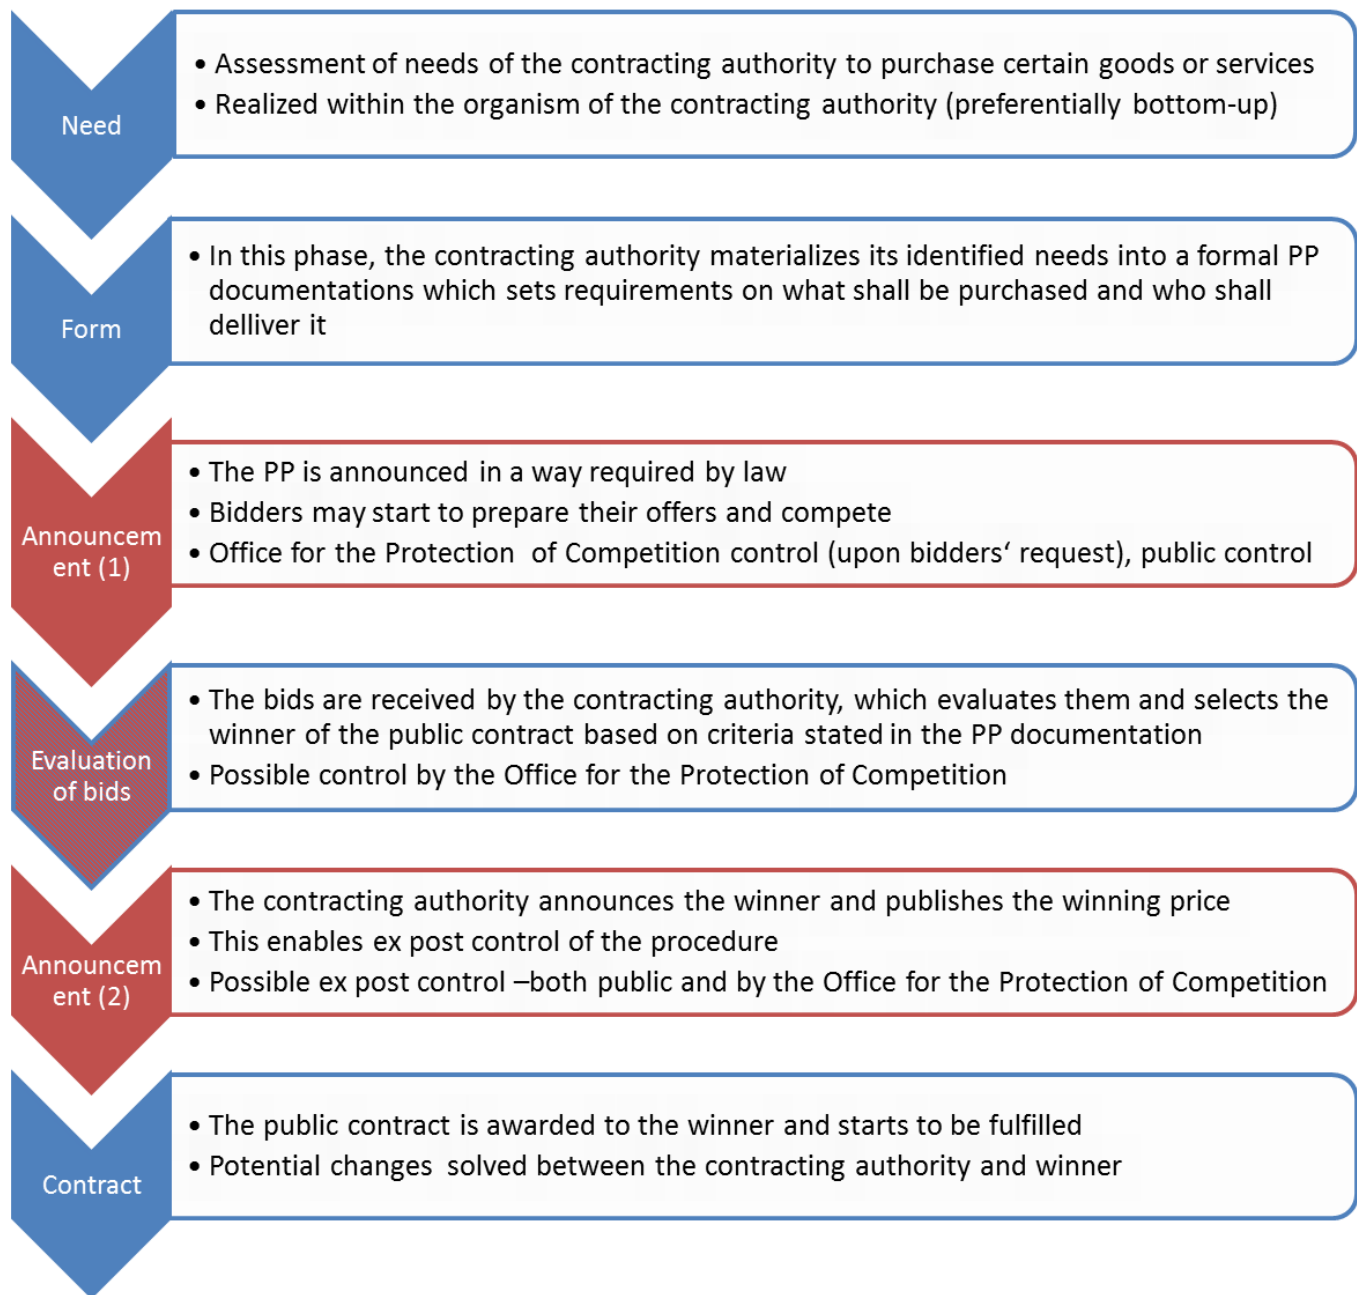 Need
• Assessment of needs of the contracting authority to purchase certain goods or services
• Realized within the organism of the contracting authority (preferentially bottom-up)
Form
• In this phase, the contracting authority materializes its identified needs into a formal PP
documentations which sets requirements on what shall be purchased and who shall
delliver it
Announcem
ent (1)
• The PP is announced in a way required by law
• Bidders may start to prepare their offers and compete
• Office for the Protection of Competition control (upon bidders‘ request), public control
Evaluation
of bids
• The bids are received by the contracting authority, which evaluates them and selects the
winner of the public contract based on criteria stated in the PP documentation
• Possible control by the Office for the Protection of Competition
Announcem
ent (2)
• The contracting authority announces the winner and publishes the winning price
• This enables ex post control of the procedure
• Possible ex post control –both public and by the Office for the Protection of Competition
Contract
• The public contract is awarded to the winner and starts to be fulfilled
• Potential changes solved between the contracting authority and winner